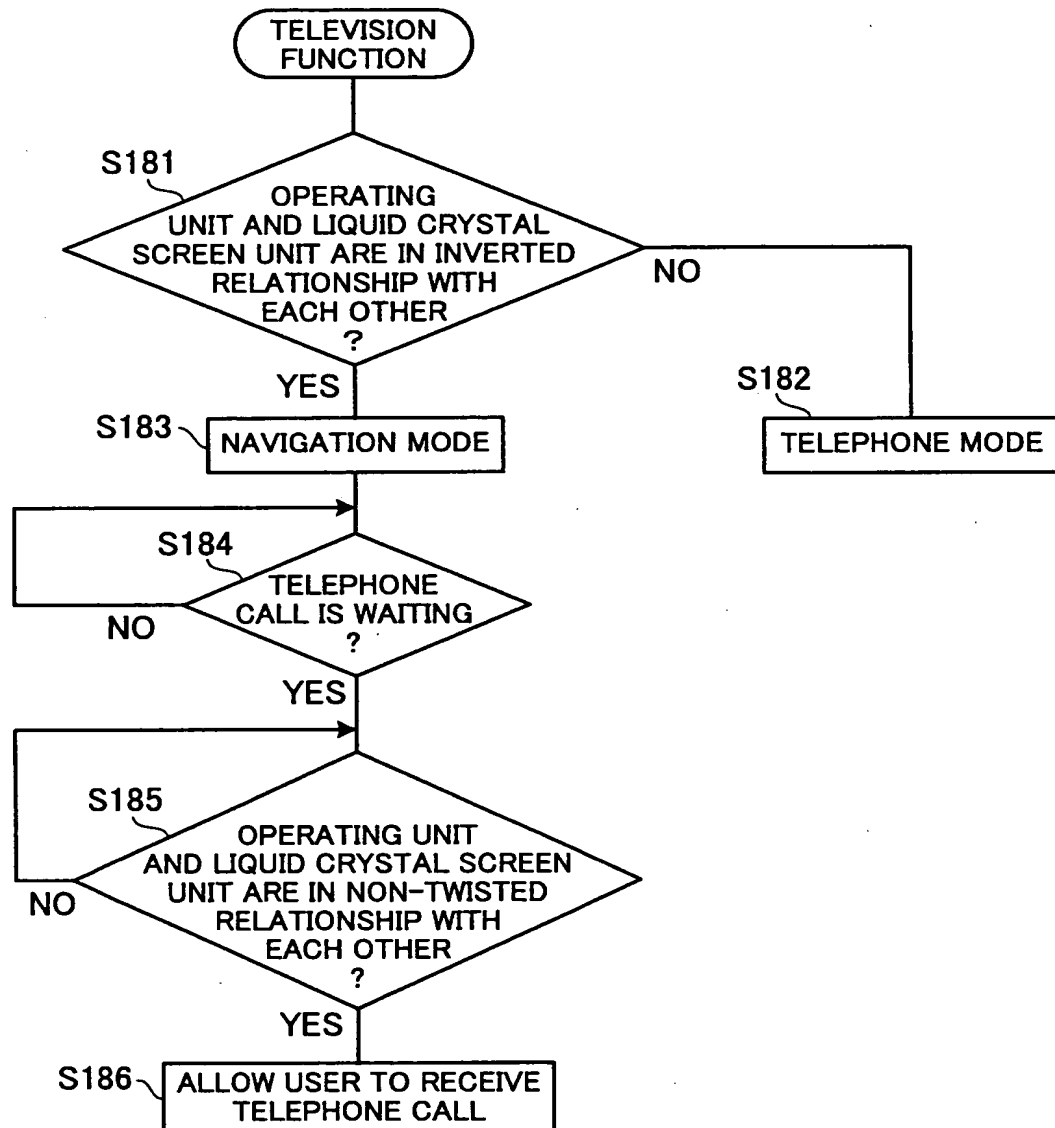 TELEVISION
FUNCTION
S181
OPERATING
UNIT AND LIQUID CRYSTAL
SCREEN UNIT ARE IN INVERTED
RELATIONSHIP WITH
EACH OTHER
?
NO
YES
S182
S183
NAVIGATION MODE
TELEPHONE MODE
S184
TELEPHONE
CALL IS WAITING
?
NO
YES
S185
OPERATING UNIT
AND LIQUID CRYSTAL SCREEN
UNIT ARE IN NON-TWISTED
RELATIONSHIP WITH
EACH OTHER
?
NO
YES
S186
ALLOW USER TO RECEIVE
TELEPHONE CALL